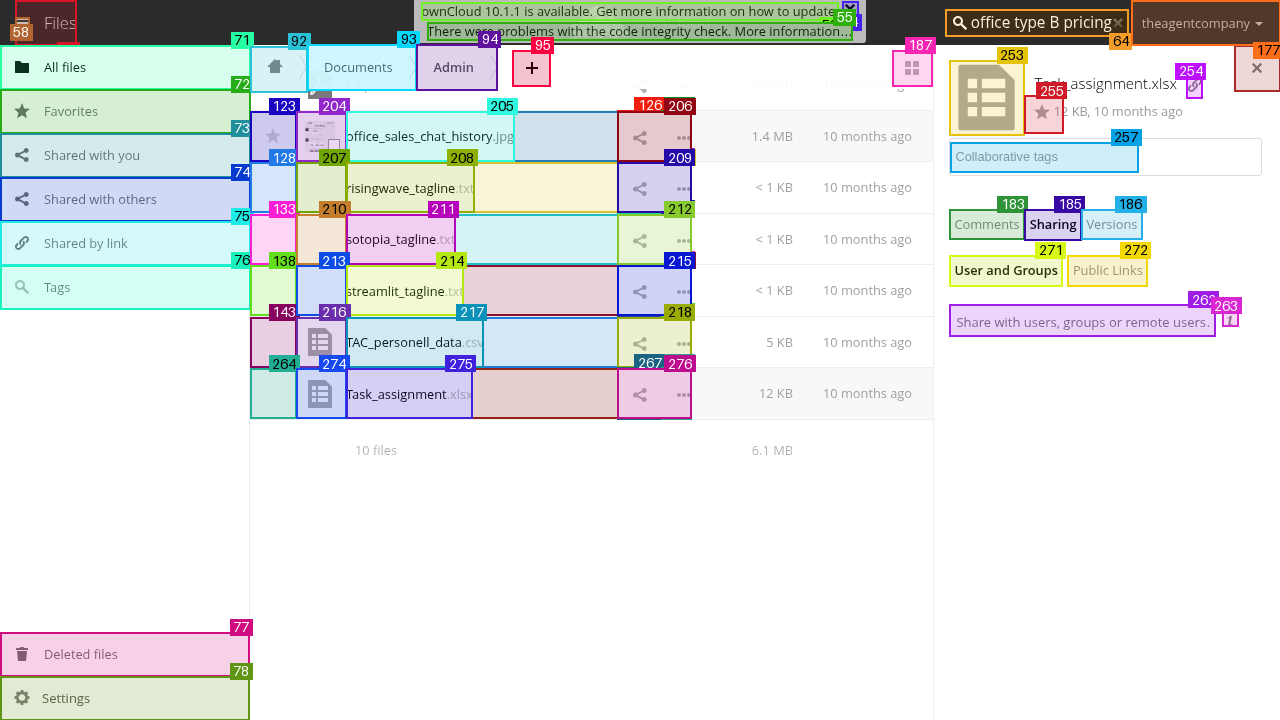 Files
58
ownCloud 10.1.1 is available. Get more information on how to update
There were problems with the code integrity check. More information...
55
office type B pricing
64
theagentcompany
71
All files
72
Favorites
73
Shared with you
74
Shared with others
75
Shared by link
76
Tags
77
Deleted files
78
Settings
92
93
Documents
94
Admin
95
187
123
204
205
office_sales_chat_history.jpg
126
206
1.4 MB
10 months ago
128
207
208
risingwave_tagline.txt
209
< 1 KB
10 months ago
133
210
211
sotopia_tagline.txt
212
< 1 KB
10 months ago
138
213
214
streamlit_tagline.txt
215
< 1 KB
10 months ago
143
216
217
TAC_personell_data.csv
218
5 KB
10 months ago
264
274
275
Task_assignment.xlsx
267
276
12 KB
10 months ago
10 files
6.1 MB
253
Task_assignment.xlsx
254
177
255
12 KB, 10 months ago
257
Collaborative tags
183
Comments
185
Sharing
186
Versions
271
User and Groups
272
Public Links
263
Share with users, groups or remote users.